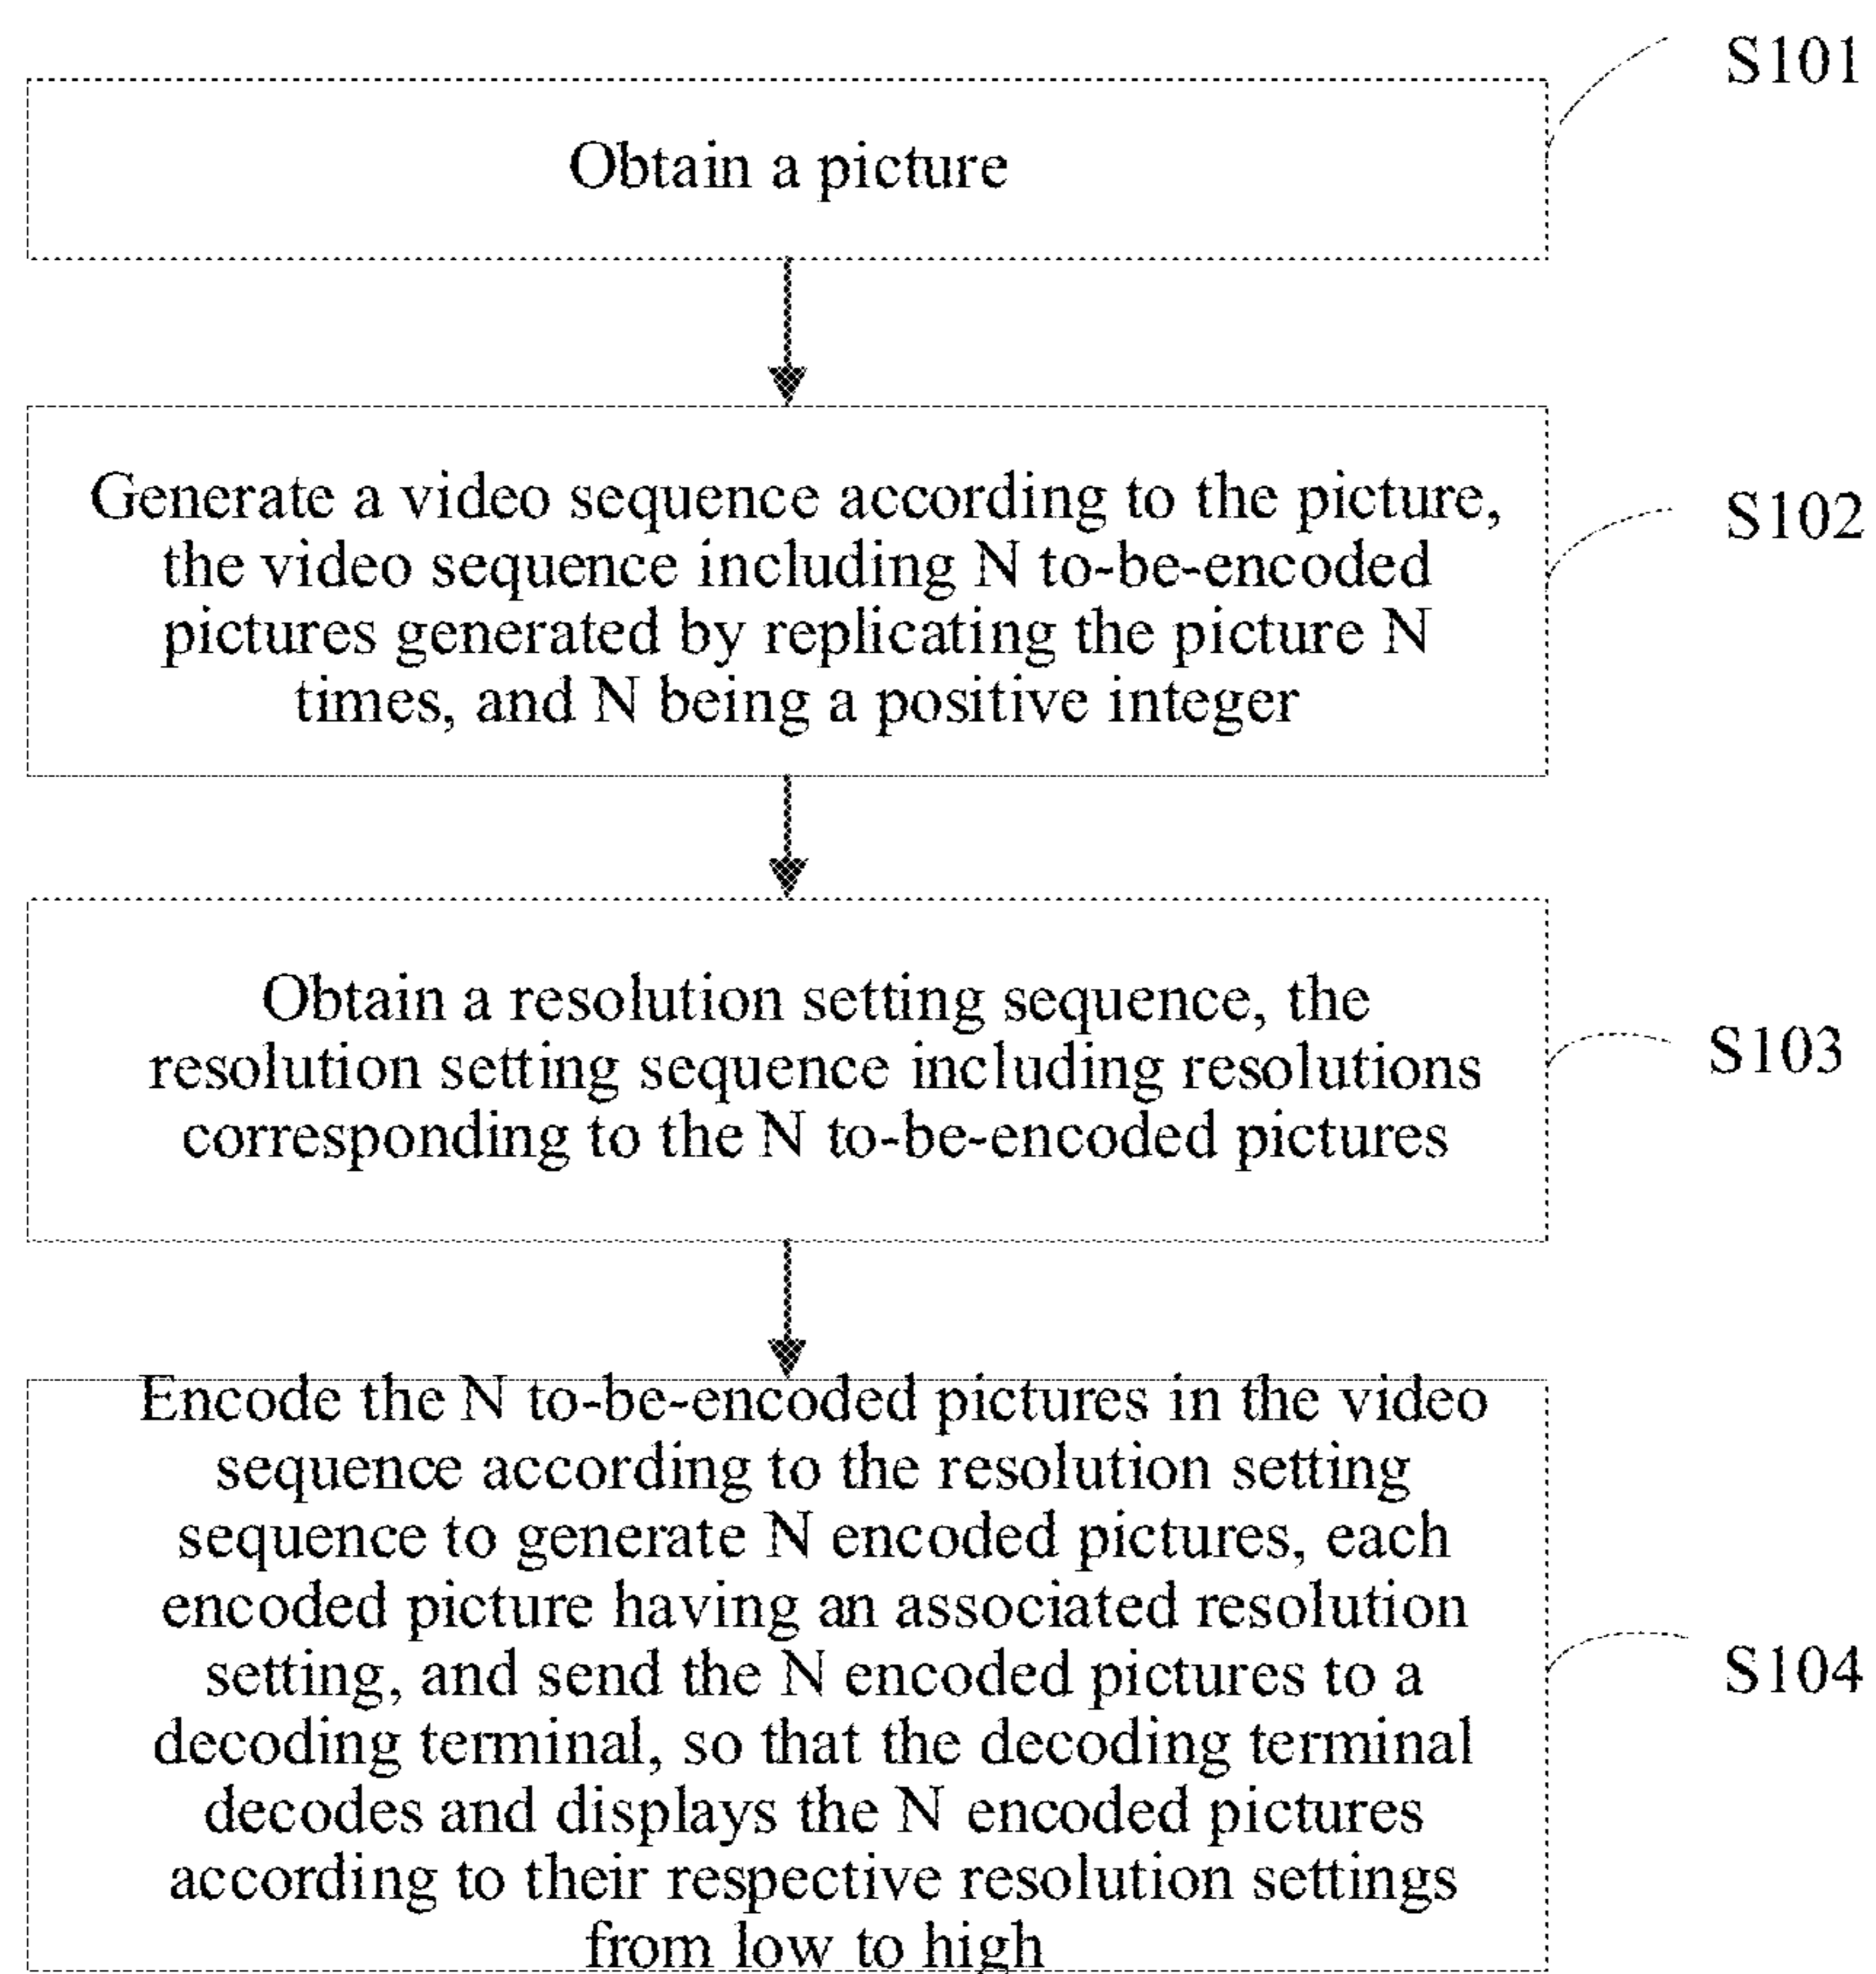 S101
Obtain a picture
Generate a video sequence according to the picture,
the video sequence including N to-be-encoded
pictures generated by replicating the picture N
times, and N being a positive integer
S102
Obtain a resolution setting sequence, the
resolution setting sequence including resolutions
corresponding to the N to-be-encoded pictures
S103
Encode the N to-be-encoded pictures in the video
sequence according to the resolution setting
sequence to generate N encoded pictures, each
encoded picture having an associated resolution
setting, and send the N encoded pictures to a
decoding terminal, so that the decoding terminal
decodes and displays the N encoded pictures
according to their respective resolution settings
from low to high
S104